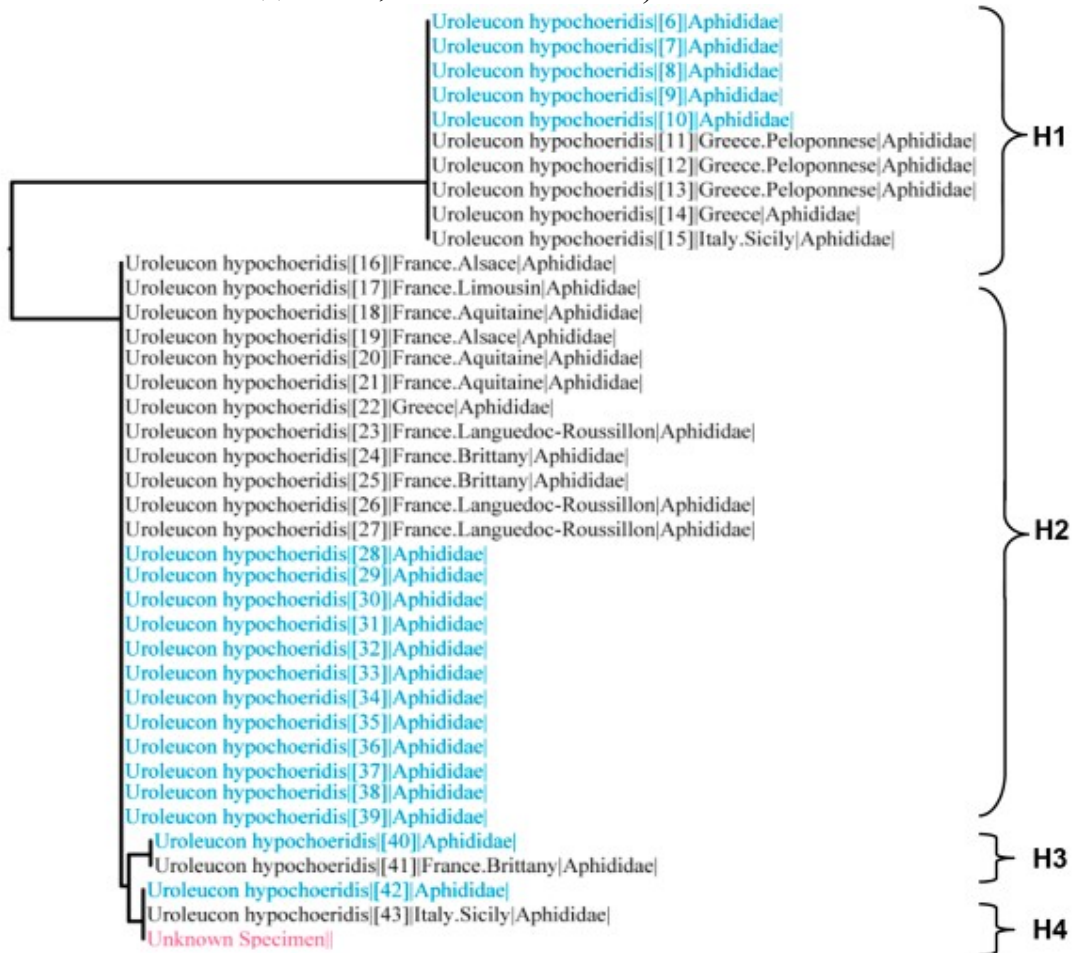 Uroleucon hypochoeridis|[6]|Aphididae|
Uroleucon hypochoeridis|[7]|Aphididae|
Uroleucon hypochoeridis|[8]|Aphididae|
Uroleucon hypochoeridis|[9]|Aphididae|
Uroleucon hypochoeridis|[10]|Aphididae|
Uroleucon hypochoeridis|[11]|Greece.Peloponnese|Aphididae|
H1
Uroleucon hypochoeridis|[12]|Greece.Peloponnese|Aphididae|
Uroleucon hypochoeridis|[13]|Greece.Peloponnese|Aphididae|
Uroleucon hypochoeridis|[14]|Greece|Aphididae|
Uroleucon hypochoeridis|[15]|Italy.Sicily|Aphididae|
Uroleucon hypochoeridis|[16]|France.Alsace|Aphididae|
Uroleucon hypochoeridis|[17]|France.Limousin|Aphididae|
Uroleucon hypochoeridis|[18]|France.Aquitaine|Aphididae|
Uroleucon hypochoeridis|[19]|France.Alsace|Aphididae|
Uroleucon hypochoeridis|[20]|France.Aquitaine|Aphididae|
Uroleucon hypochoeridis|[21]|France.Aquitaine|Aphididae|
Uroleucon hypochoeridis|[22]|Greece|Aphididae|
Uroleucon hypochoeridis|[23]|France.Languedoc-Roussillon|Aphididae|
Uroleucon hypochoeridis|[24]|France.Brittany|Aphididae|
Uroleucon hypochoeridis|[25]|France.Brittany|Aphididae|
Uroleucon hypochoeridis|[26]|France.Languedoc-Roussillon|Aphididae|
Uroleucon hypochoeridis|[27]|France.Languedoc-Roussillon|Aphididae|
H2
Uroleucon hypochoeridis|[28]|Aphididae|
Uroleucon hypochoeridis|[29]|Aphididae|
Uroleucon hypochoeridis|[30]|Aphididae|
Uroleucon hypochoeridis|[31]|Aphididae|
Uroleucon hypochoeridis|[32]|Aphididae|
Uroleucon hypochoeridis|[33]|Aphididae|
Uroleucon hypochoeridis|[34]|Aphididae|
Uroleucon hypochoeridis|[35]|Aphididae|
Uroleucon hypochoeridis|[36]|Aphididae|
Uroleucon hypochoeridis|[37]|Aphididae|
Uroleucon hypochoeridis|[38]|Aphididae|
Uroleucon hypochoeridis|[39]|Aphididae|
Uroleucon hypochoeridis|[40]|Aphididae|
Uroleucon hypochoeridis|[41]|France.Brittany|Aphididae|
H3
Uroleucon hypochoeridis|[42]|Aphididae|
Uroleucon hypochoeridis|[43]|Italy.Sicily|Aphididae|
Unknown Specimen||
H4